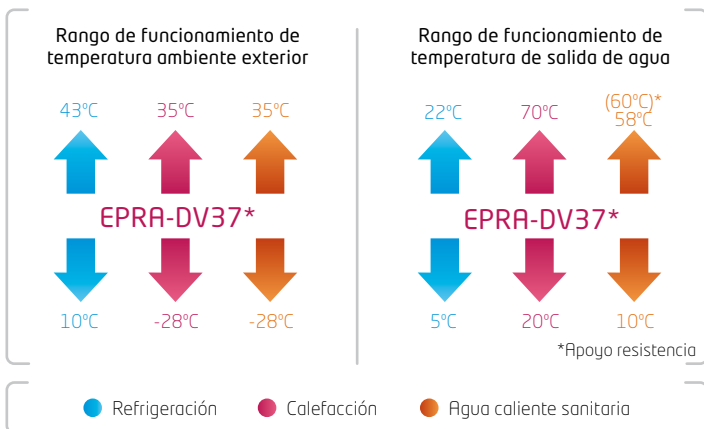 Rango de funcionamiento de
temperatura ambiente exterior
43ºC 35ºC 35ºC
EPRA-DV37*
10ºC -28ºC -28ºC
Rango de funcionamiento de
temperatura de salida de agua
(60ºC)*
22ºC 70ºC 58ºC
EPRA-DV37*
5ºC 20ºC 10ºC
*Apoyo resistencia
Refrigeración Calefacción Agua caliente sanitaria